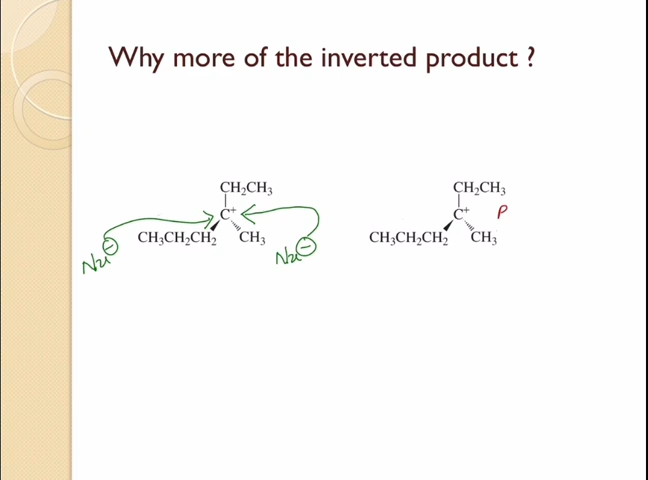 Why more of the inverted product ?
CH₂CH₃
C⁺
CH₃CH₂CH₂ CH₃
Nu⊖ Nu⊖
CH₂CH₃
C⁺ P
CH₃CH₂CH₂ CH₃